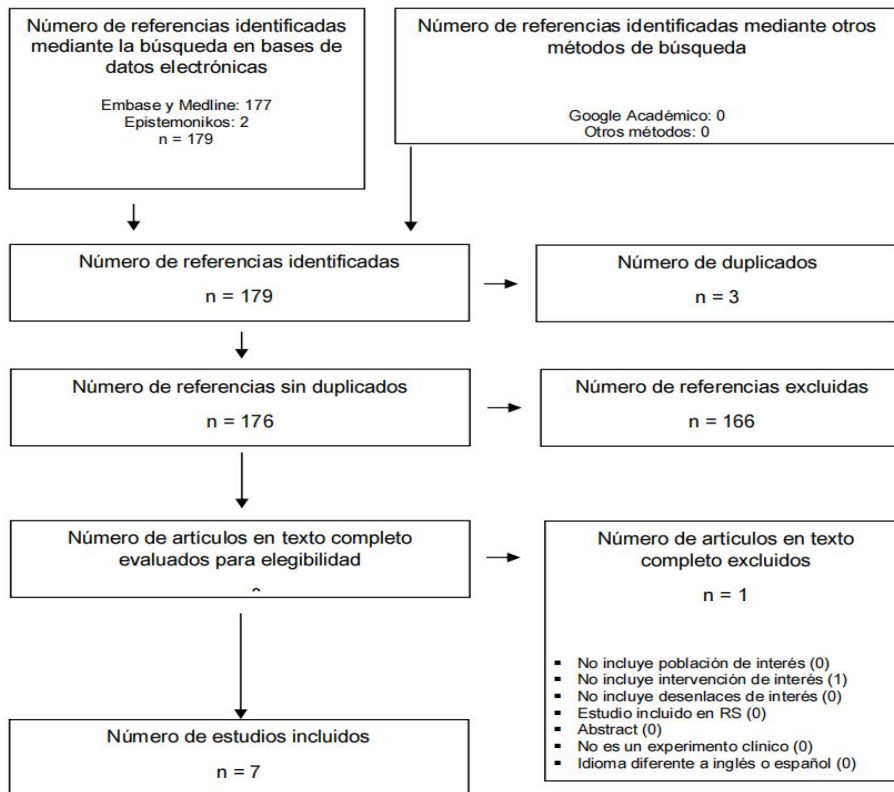 Número de referencias identificadas
mediante la búsqueda en bases de
datos electrónicas
Embase y Medline: 177
Epistemonikos: 2
n = 179
Número de referencias identificadas mediante otros
métodos de búsqueda
Google Académico: 0
Otros métodos: 0
Número de referencias identificadas
n = 179
Número de duplicados
n = 3
Número de referencias sin duplicados
n = 176
Número de referencias excluidas
n = 166
Número de artículos en texto completo
evaluados para elegibilidad
Número de artículos en texto
completo excluidos
n = 1
▪ No incluye población de interés (0)
▪ No incluye intervención de interés (1)
▪ No incluye desenlaces de interés (0)
▪ Estudio incluido en RS (0)
▪ Abstract (0)
▪ No es un experimento clínico (0)
▪ Idioma diferente a inglés o español (0)
Número de estudios incluidos
n = 7